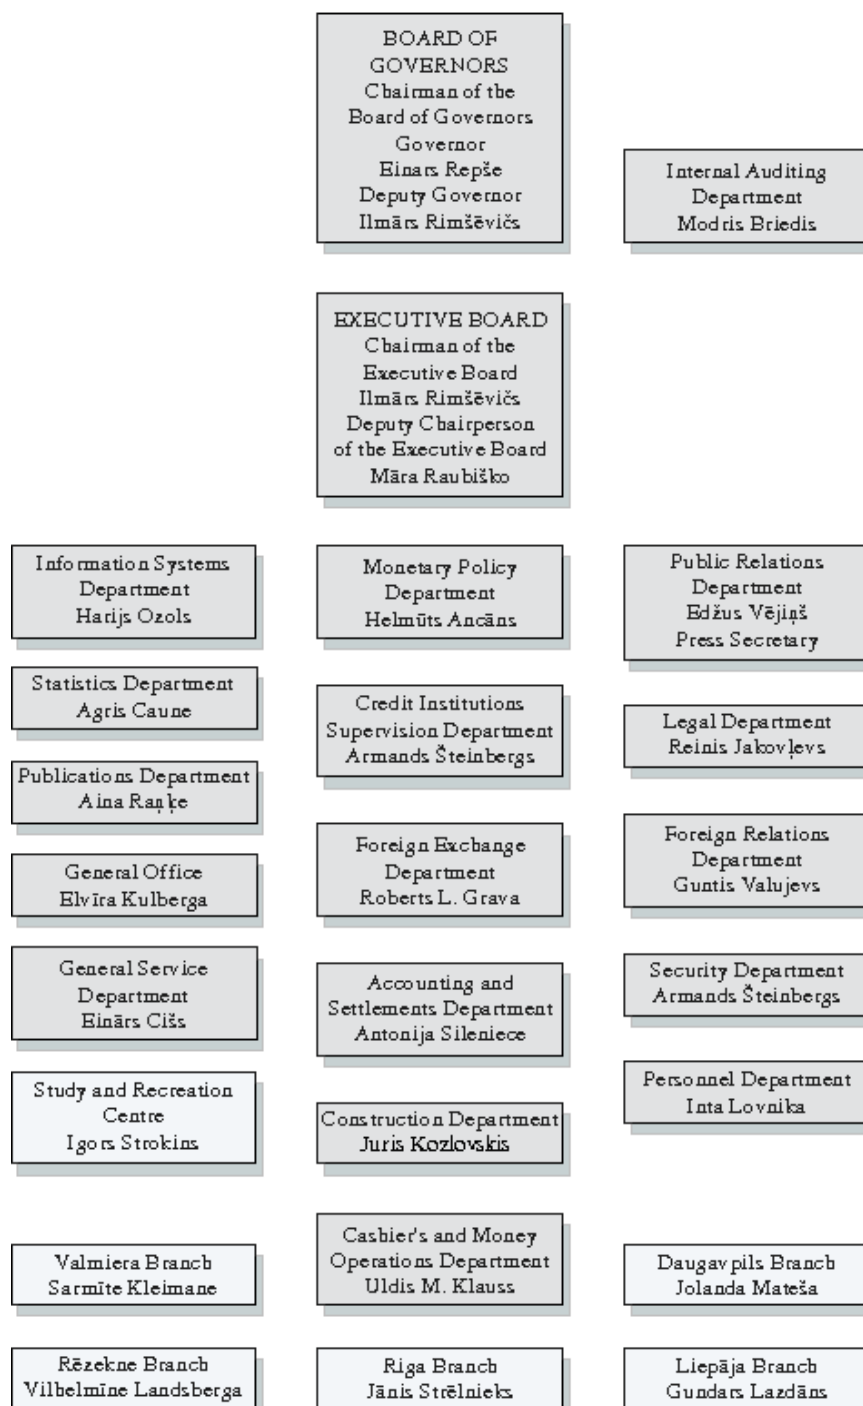 BOARD OF
GOVERNORS
Chairman of the
Board of Governors
Governor
Einars Repše
Deputy Governor
Ilmārs Rimšēvičs
Internal Auditing
Department
Modris Briedis
EXECUTIVE BOARD
Chairman of the
Executive Board
Ilmārs Rimšēvičs
Deputy Chairperson
of the Executive Board
Māra Raubiško
Information Systems
Department
Harijs Ozols
Monetary Policy
Department
Helmūts Ancāns
Public Relations
Department
Edžus Vējiņš
Press Secretary
Statistics Department
Agris Caune
Credit Institutions
Supervision Department
Armands Šteinbergs
Legal Department
Reinis Jakovļevs
Publications Department
Aina Raņķe
Foreign Exchange
Department
Roberts L. Grava
Foreign Relations
Department
Guntis Valujevs
General Office
Elvīra Kulberga
General Service
Department
Einārs Cišs
Accounting and
Settlements Department
Antonija Sileniece
Security Department
Armands Šteinbergs
Study and Recreation
Centre
Igors Strokins
Construction Department
Juris Kozlovskis
Personnel Department
Inta Lovnika
Valmiera Branch
Sarmīte Kleimane
Cashier's and Money
Operations Department
Uldis M. Klauss
Daugavpils Branch
Jolanda Mateša
Rēzekne Branch
Vilhelmīne Landsberga
Riga Branch
Jānis Strēlnieks
Liepāja Branch
Gundars Lazdāns